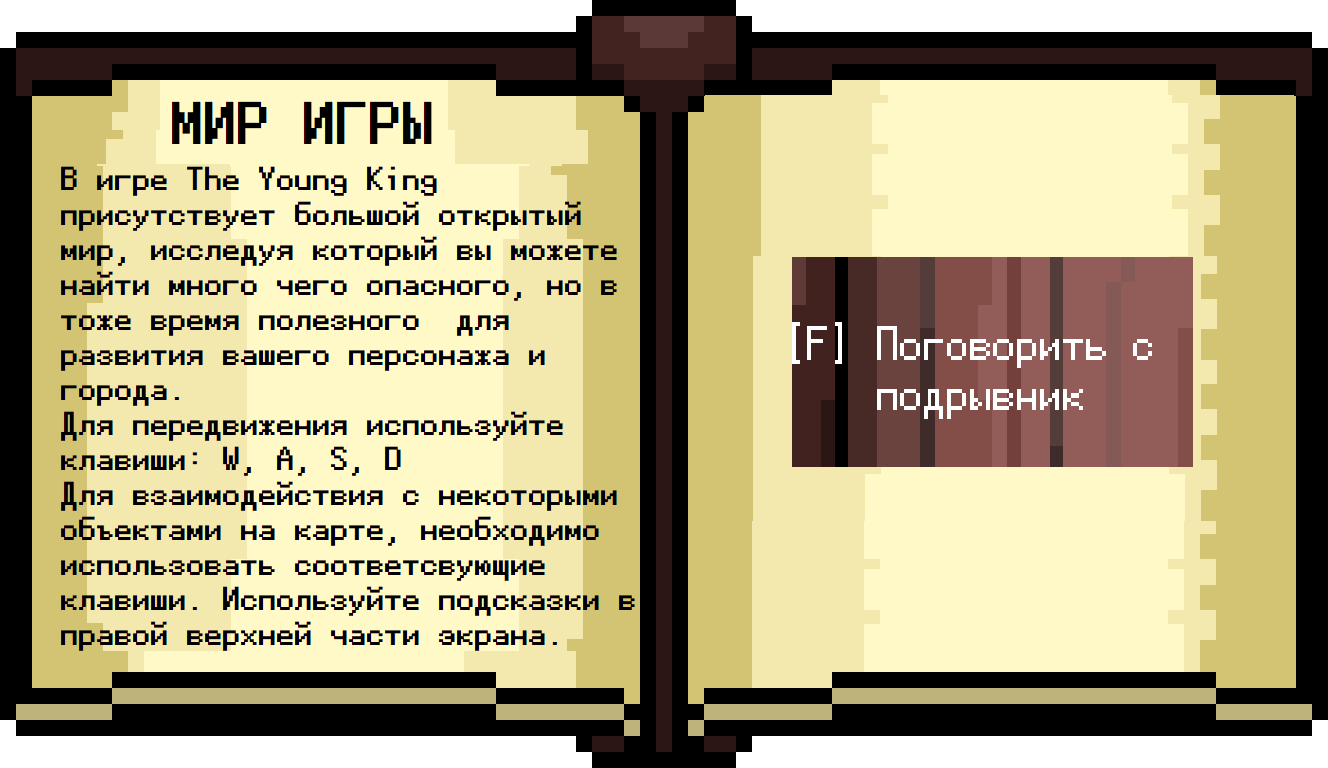 МИР ИГРЫ
В игре The Young King
присутствует большой открытый
мир, исследуя который вы можете
найти много чего опасного, но в
тоже время полезного  для
развития вашего персонажа и
города.
Для передвижения используйте
клавиши: W, A, S, D
Для взаимодействия с некоторыми
объектами на карте, необходимо
использовать соответсвующие
клавиши. Используйте подсказки в
правой верхней части экрана.
[F] Поговорить с
подрывник